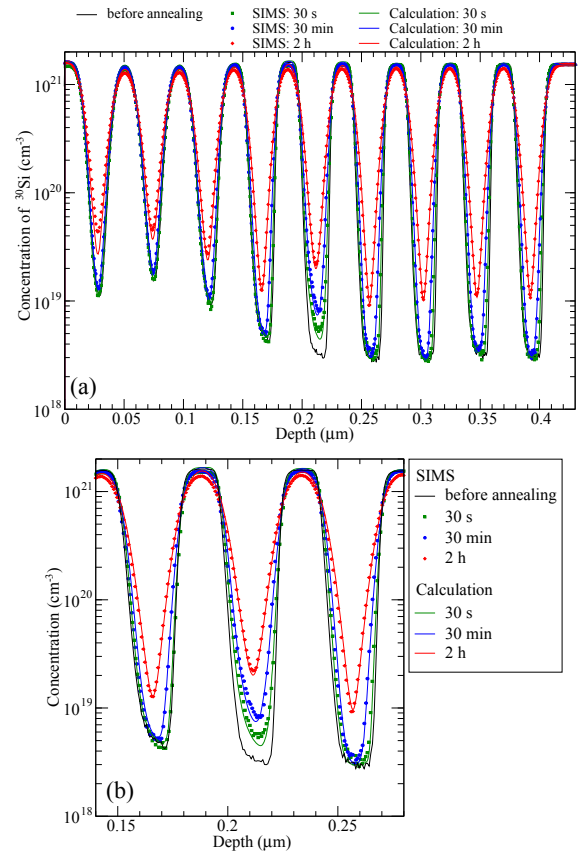 before annealing SIMS: 30 s Calculation: 30 s
SIMS: 30 min Calculation: 30 min
SIMS: 2 h Calculation: 2 h
Concentration of ³⁰Si (cm⁻³)
10²¹
10²⁰
10¹⁹
10¹⁸
(a)
0 0.05 0.1 0.15 0.2 0.25 0.3 0.35 0.4
Depth (μm)
Concentration (cm⁻³)
10²¹
10²⁰
10¹⁹
10¹⁸
(b)
0.15 0.2 0.25
Depth (μm)
SIMS
before annealing
30 s
30 min
2 h
Calculation
30 s
30 min
2 h